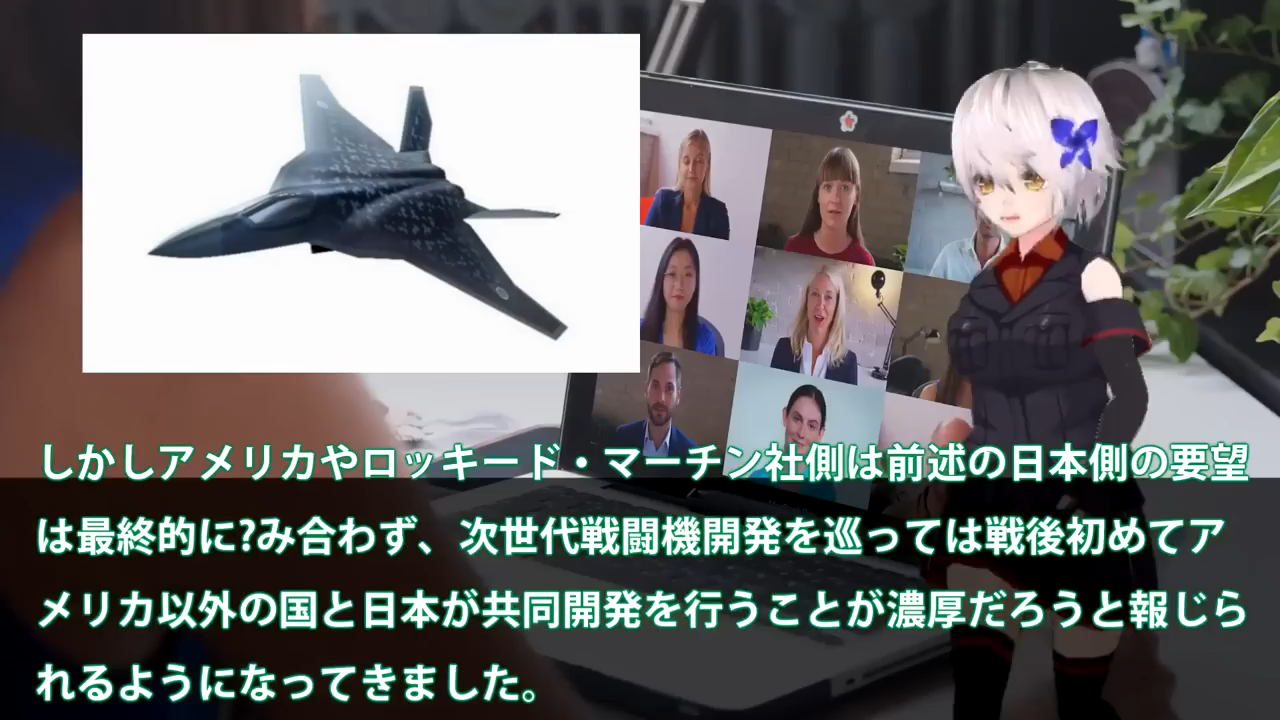 しかしアメリカやロッキード・マーチン社側は前述の日本側の要望
は最終的に?み合わず、次世代戦闘機開発を巡っては戦後初めてア
メリカ以外の国と日本が共同開発を行うことが濃厚だろうと報じら
れるようになってきました。